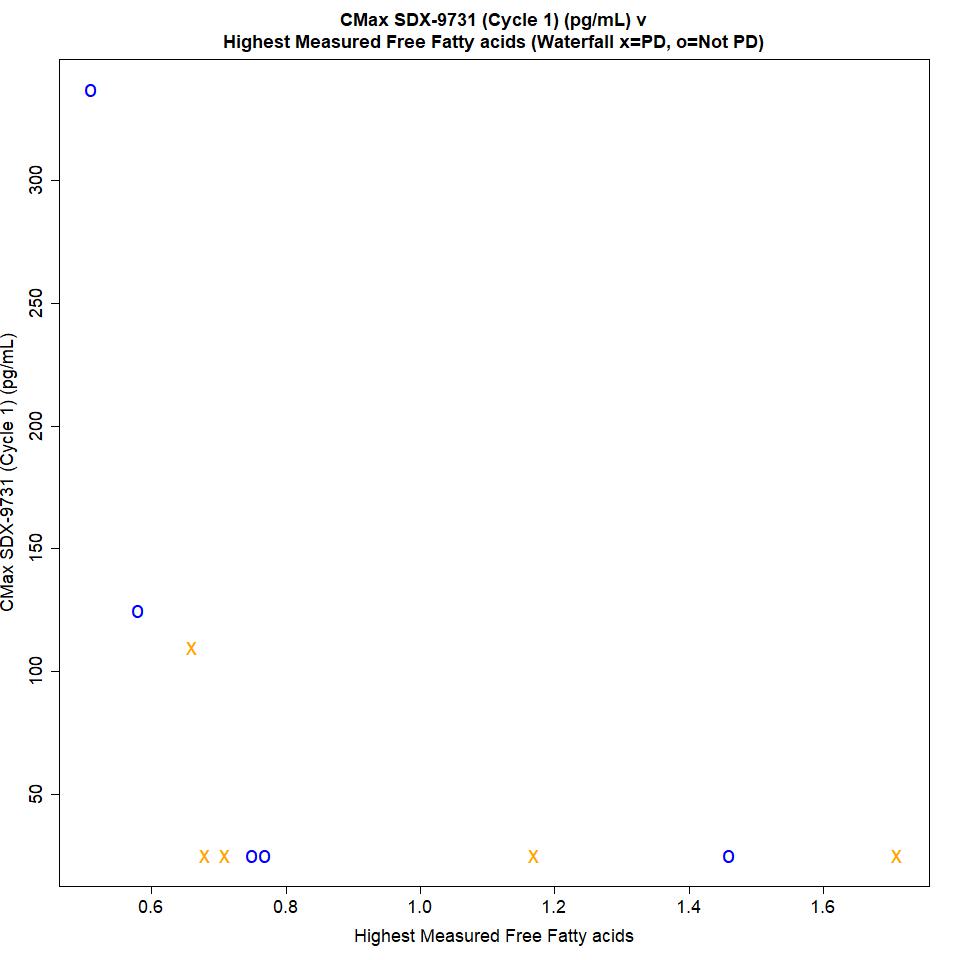 CMax SDX-9731 (Cycle 1) (pg/mL) v
Highest Measured Free Fatty acids (Waterfall x=PD, o=Not PD)
CMax SDX-9731 (Cycle 1) (pg/mL)
300
250
200
150
100
50
O
O
X
X X OO X O X
0.6 0.8 1.0 1.2 1.4 1.6
Highest Measured Free Fatty acids